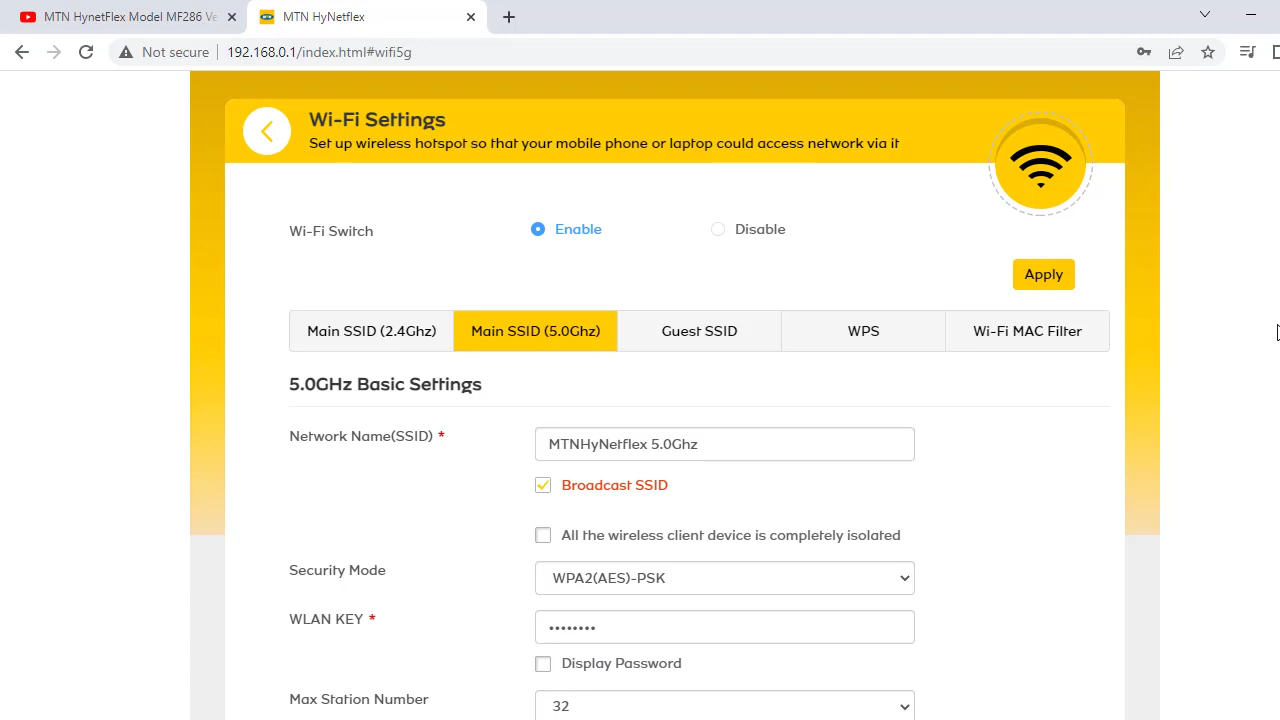 MTN HynetFlex Model MF286 Ve
MTN HyNetflex
Not secure
192.168.0.1/index.html#wifi5g
Wi-Fi Settings
Set up wireless hotspot so that your mobile phone or laptop could access network via it
Wi-Fi Switch
Enable
Disable
Apply
Main SSID (2.4Ghz)
Main SSID (5.0Ghz)
Guest SSID
WPS
Wi-Fi MAC Filter
5.0GHz Basic Settings
Network Name(SSID) *
MTNHyNetflex 5.0Ghz
Broadcast SSID
All the wireless client device is completely isolated
Security Mode
WPA2(AES)-PSK
WLAN KEY *
••••••••
Display Password
Max Station Number
32